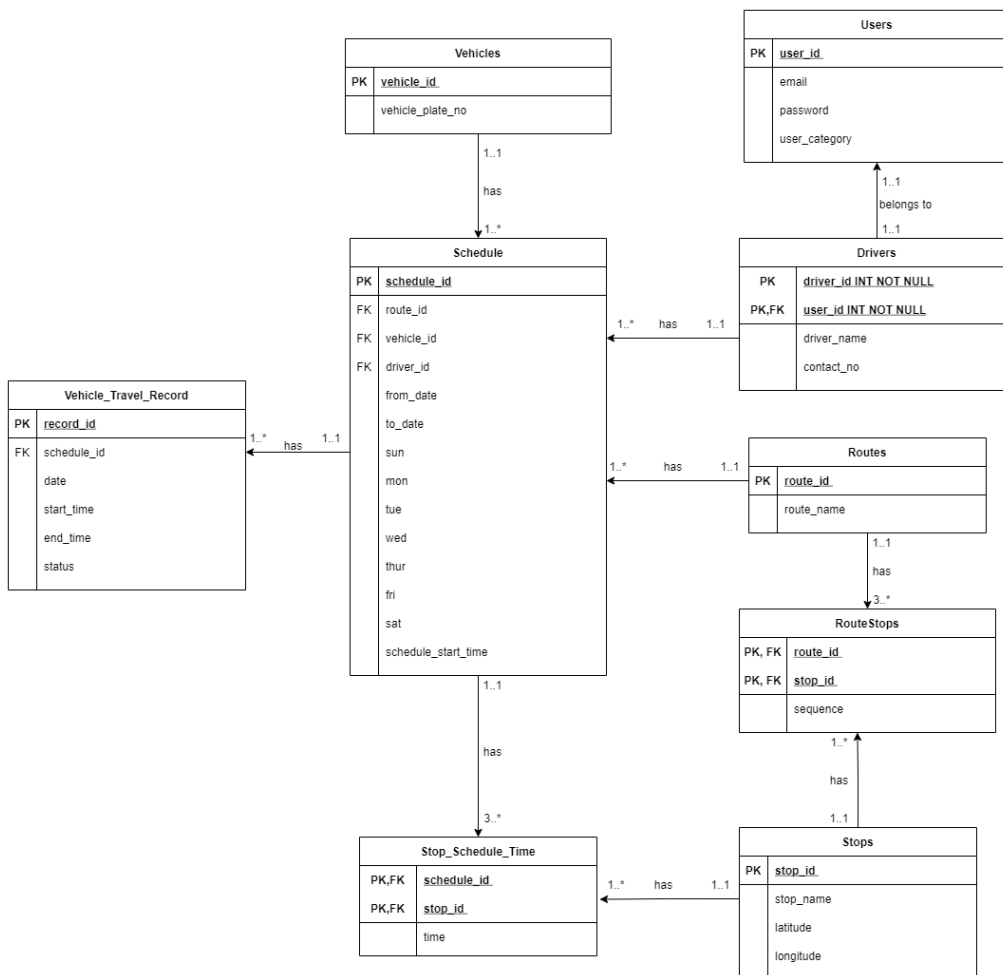 Users
PK user_id
email
password
user_category
Vehicles
PK vehicle_id
vehicle_plate_no
1..1
has
1..*
1..1
belongs to
1..1
Schedule
PK schedule_id
FK route_id
FK vehicle_id
FK driver_id
from_date
to_date
sun
mon
tue
wed
thur
fri
sat
schedule_start_time
Drivers
PK driver_id INT NOT NULL
PK,FK user_id INT NOT NULL
driver_name
contact_no
1..* has 1..1
Vehicle_Travel_Record
PK record_id
FK schedule_id
date
start_time
end_time
status
1..* has 1..1
Routes
PK route_id
route_name
1..* has 1..1
1..1
has
3..*
RouteStops
PK, FK route_id
PK, FK stop_id
sequence
1..1
has
3..*
1..*
has
1..1
Stop_Schedule_Time
PK,FK schedule_id
PK,FK stop_id
time
1..* has 1..1
Stops
PK stop_id
stop_name
latitude
longitude